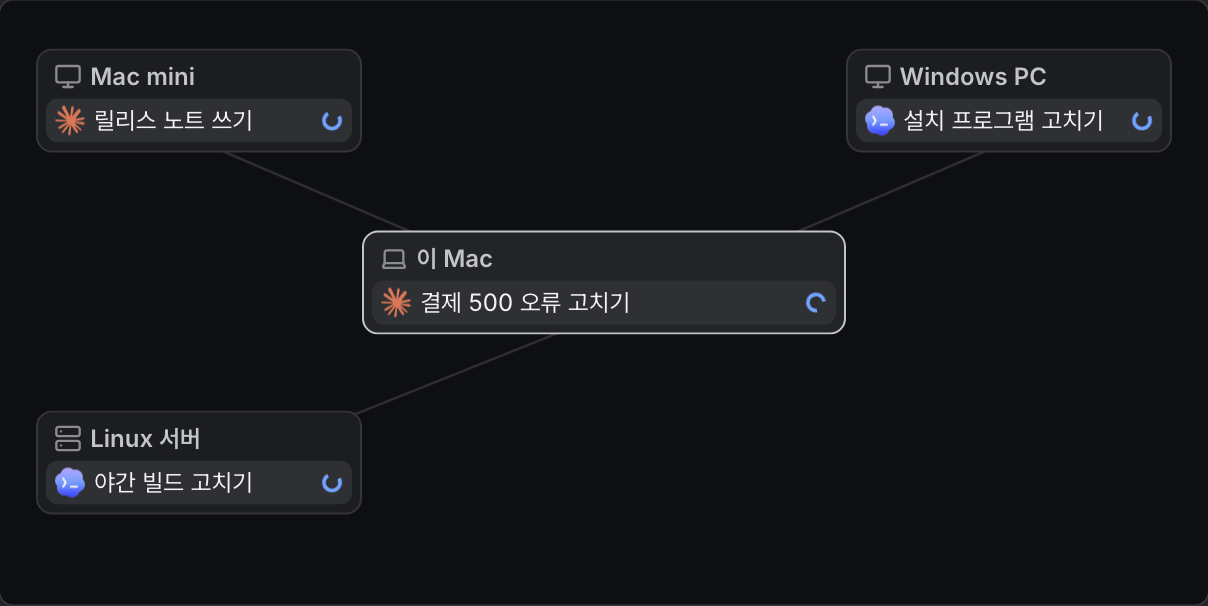 Mac mini
릴리스 노트 쓰기
Windows PC
설치 프로그램 고치기
이 Mac
결제 500 오류 고치기
Linux 서버
야간 빌드 고치기